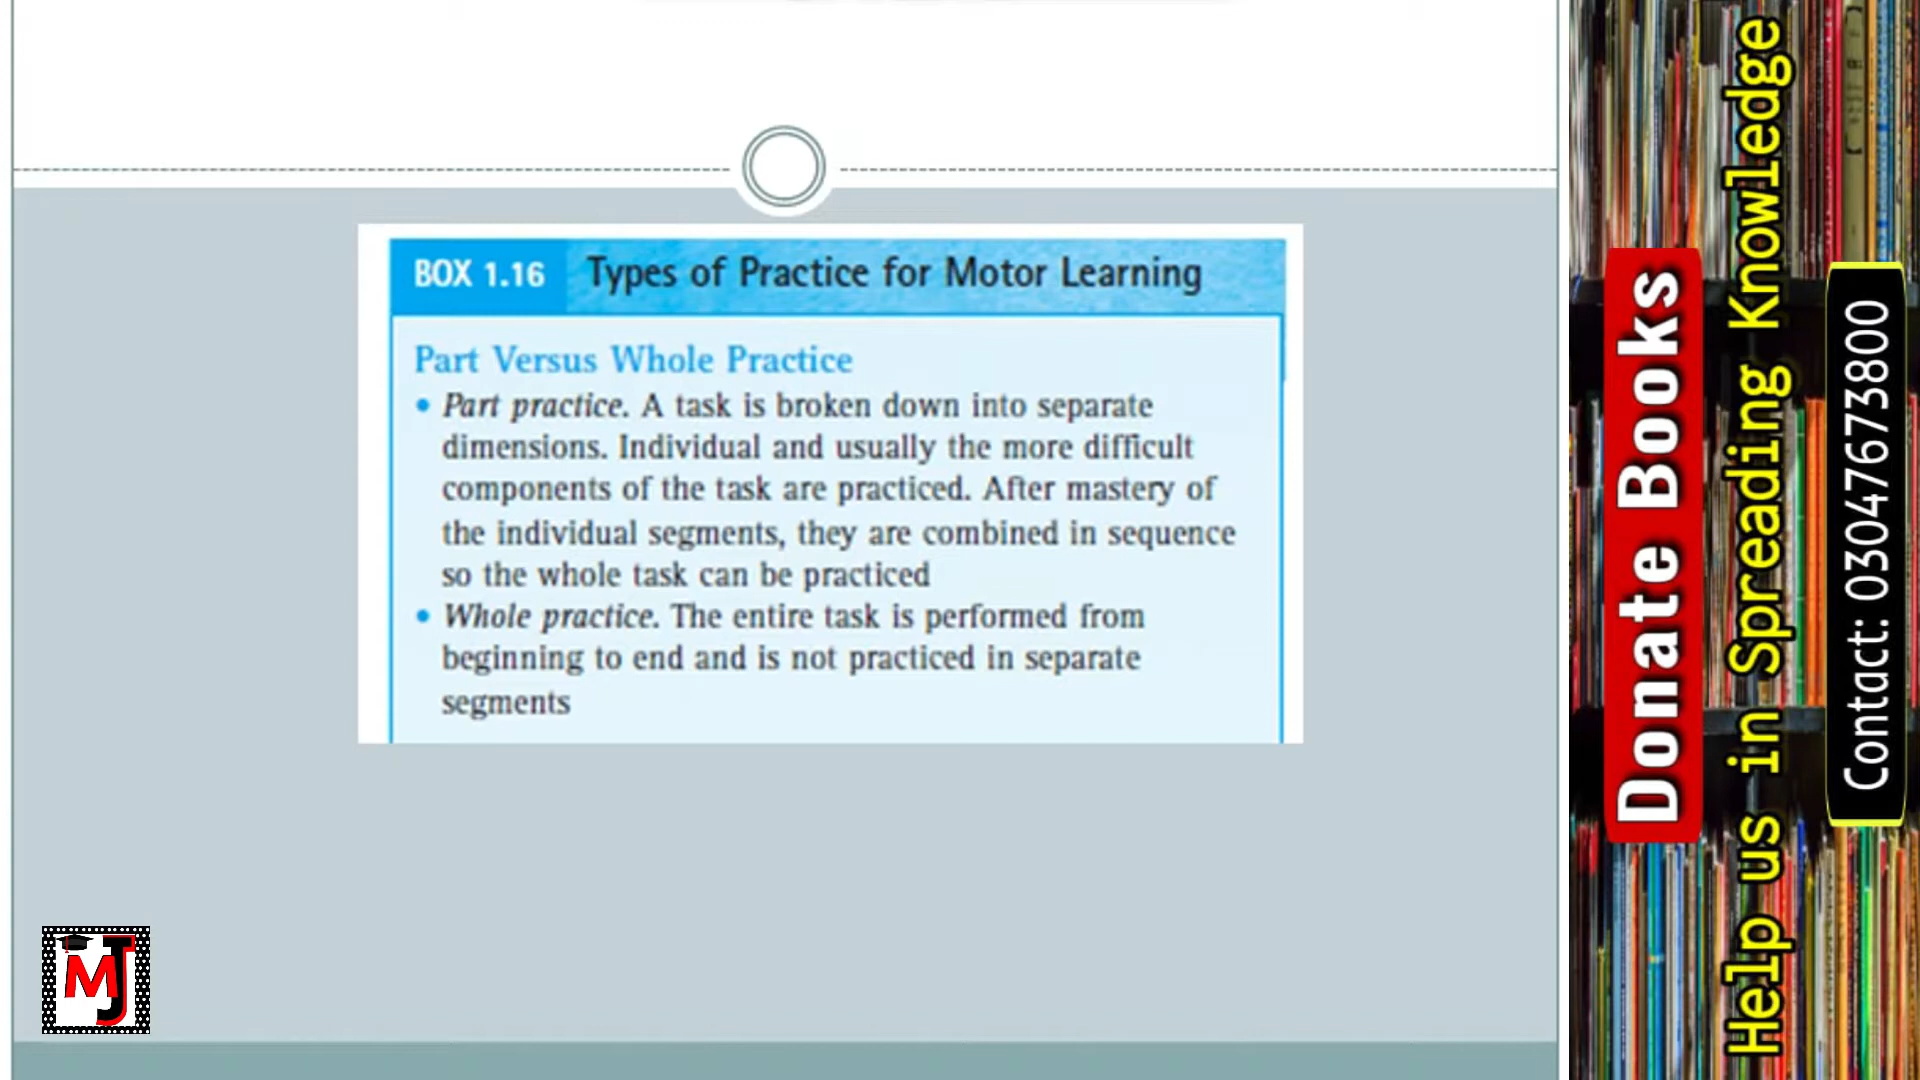 BOX 1.16 Types of Practice for Motor Learning
Part Versus Whole Practice
• Part practice. A task is broken down into separate
dimensions. Individual and usually the more difficult
components of the task are practiced. After mastery of
the individual segments, they are combined in sequence
so the whole task can be practiced
• Whole practice. The entire task is performed from
beginning to end and is not practiced in separate
segments
MJ
Donate Books
Help us in Spreading Knowledge
Contact: 03047673800